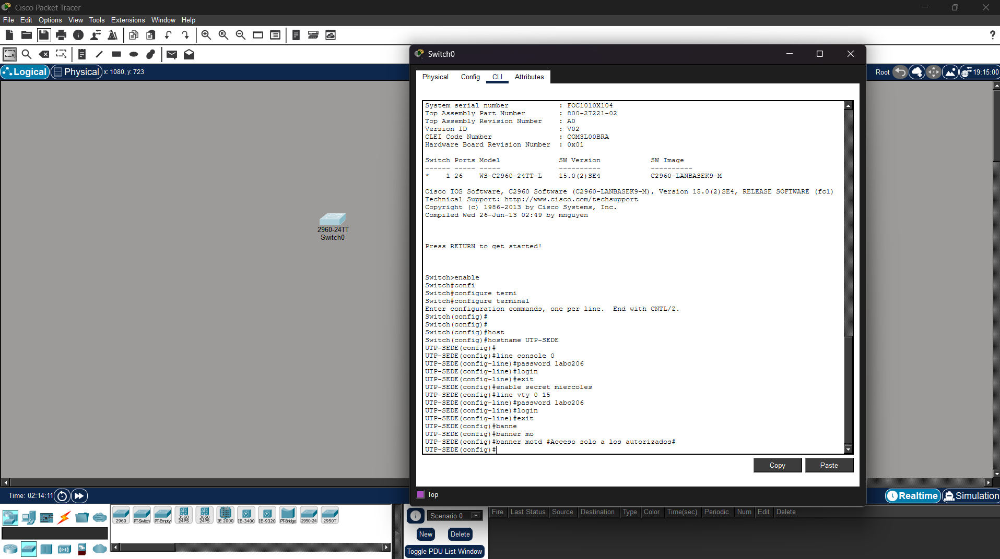 Cisco Packet Tracer
File Edit Options View Tools Extensions Window Help
?
Logical Physical x: 1080, y: 723
Root 19:15:00
2960-24TT
Switch0
Switch0
Physical Config CLI Attributes
System serial number : FOC1010X104
Top Assembly Part Number : 800-27221-02
Top Assembly Revision Number : A0
Version ID : V02
CLEI Code Number : COM3L00BRA
Hardware Board Revision Number : 0x01
Switch Ports Model SW Version SW Image
------ ----- ----- ---------- ----------
* 1 26 WS-C2960-24TT-L 15.0(2)SE4 C2960-LANBASEK9-M
Cisco IOS Software, C2960 Software (C2960-LANBASEK9-M), Version 15.0(2)SE4, RELEASE SOFTWARE (fc1)
Technical Support: http://www.cisco.com/techsupport
Copyright (c) 1986-2013 by Cisco Systems, Inc.
Compiled Wed 26-Jun-13 02:49 by mnguyen
Press RETURN to get started!
Switch>enable
Switch#confi
Switch#configure termi
Switch#configure terminal
Enter configuration commands, one per line. End with CNTL/Z.
Switch(config)#
Switch(config)#
Switch(config)#host
Switch(config)#hostname UTP-SEDE
UTP-SEDE(config)#
UTP-SEDE(config)#line console 0
UTP-SEDE(config-line)#password labc206
UTP-SEDE(config-line)#login
UTP-SEDE(config-line)#exit
UTP-SEDE(config)#enable secret miercoles
UTP-SEDE(config)#line vty 0 15
UTP-SEDE(config-line)#password labc206
UTP-SEDE(config-line)#login
UTP-SEDE(config-line)#exit
UTP-SEDE(config)#banne
UTP-SEDE(config)#banner mo
UTP-SEDE(config)#banner motd #Acceso solo a los autorizados#
UTP-SEDE(config)#
Copy Paste
Top
Time: 02:14:11
Realtime Simulation
2960 PT-Switch PT-Empty 3560 24PS 3650 24PS IE 2000 IE-3400 IE-9320 PT-Bridge 2950-24 2950T
Scenario 0
New Delete
Toggle PDU List Window
Fire Last Status Source Destination Type Color Time(sec) Periodic Num Edit Delete